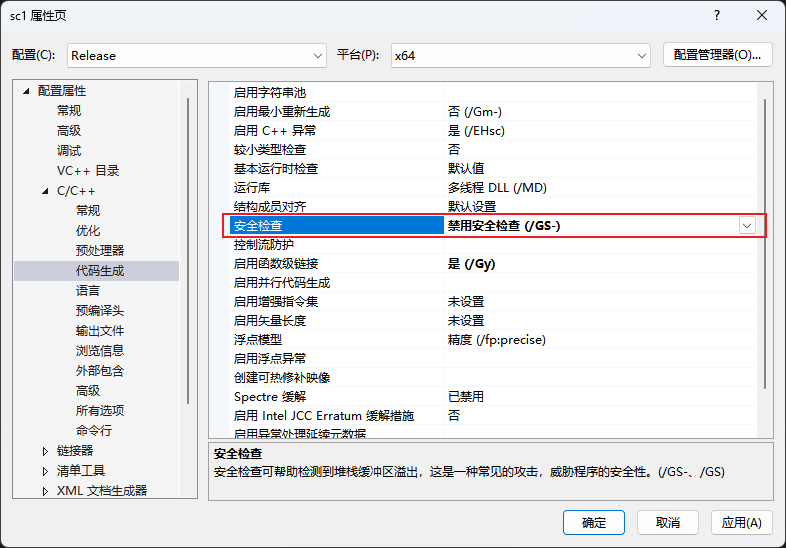 sc1 属性页
配置(C): Release 平台(P): x64 配置管理器(O)...
配置属性
常规
高级
调试
VC++ 目录
C/C++
常规
优化
预处理器
代码生成
语言
预编译头
输出文件
浏览信息
外部包含
高级
所有选项
命令行
链接器
清单工具
XML 文档生成器
启用字符串池
启用最小重新生成 否 (/Gm-)
启用 C++ 异常 是 (/EHsc)
较小类型检查 否
基本运行时检查 默认值
运行库 多线程 DLL (/MD)
结构成员对齐 默认设置
安全检查 禁用安全检查 (/GS-)
控制流防护
启用函数级链接 是 (/Gy)
启用并行代码生成
启用增强指令集 未设置
启用矢量长度 未设置
浮点模型 精度 (/fp:precise)
启用浮点异常
创建可热修补映像
Spectre 缓解 已禁用
启用 Intel JCC Erratum 缓解措施 否
启用异常处理延续元数据
安全检查
安全检查可帮助检测到堆栈缓冲区溢出，这是一种常见的攻击，威胁程序的安全性。(/GS-、/GS)
确定 取消 应用(A)